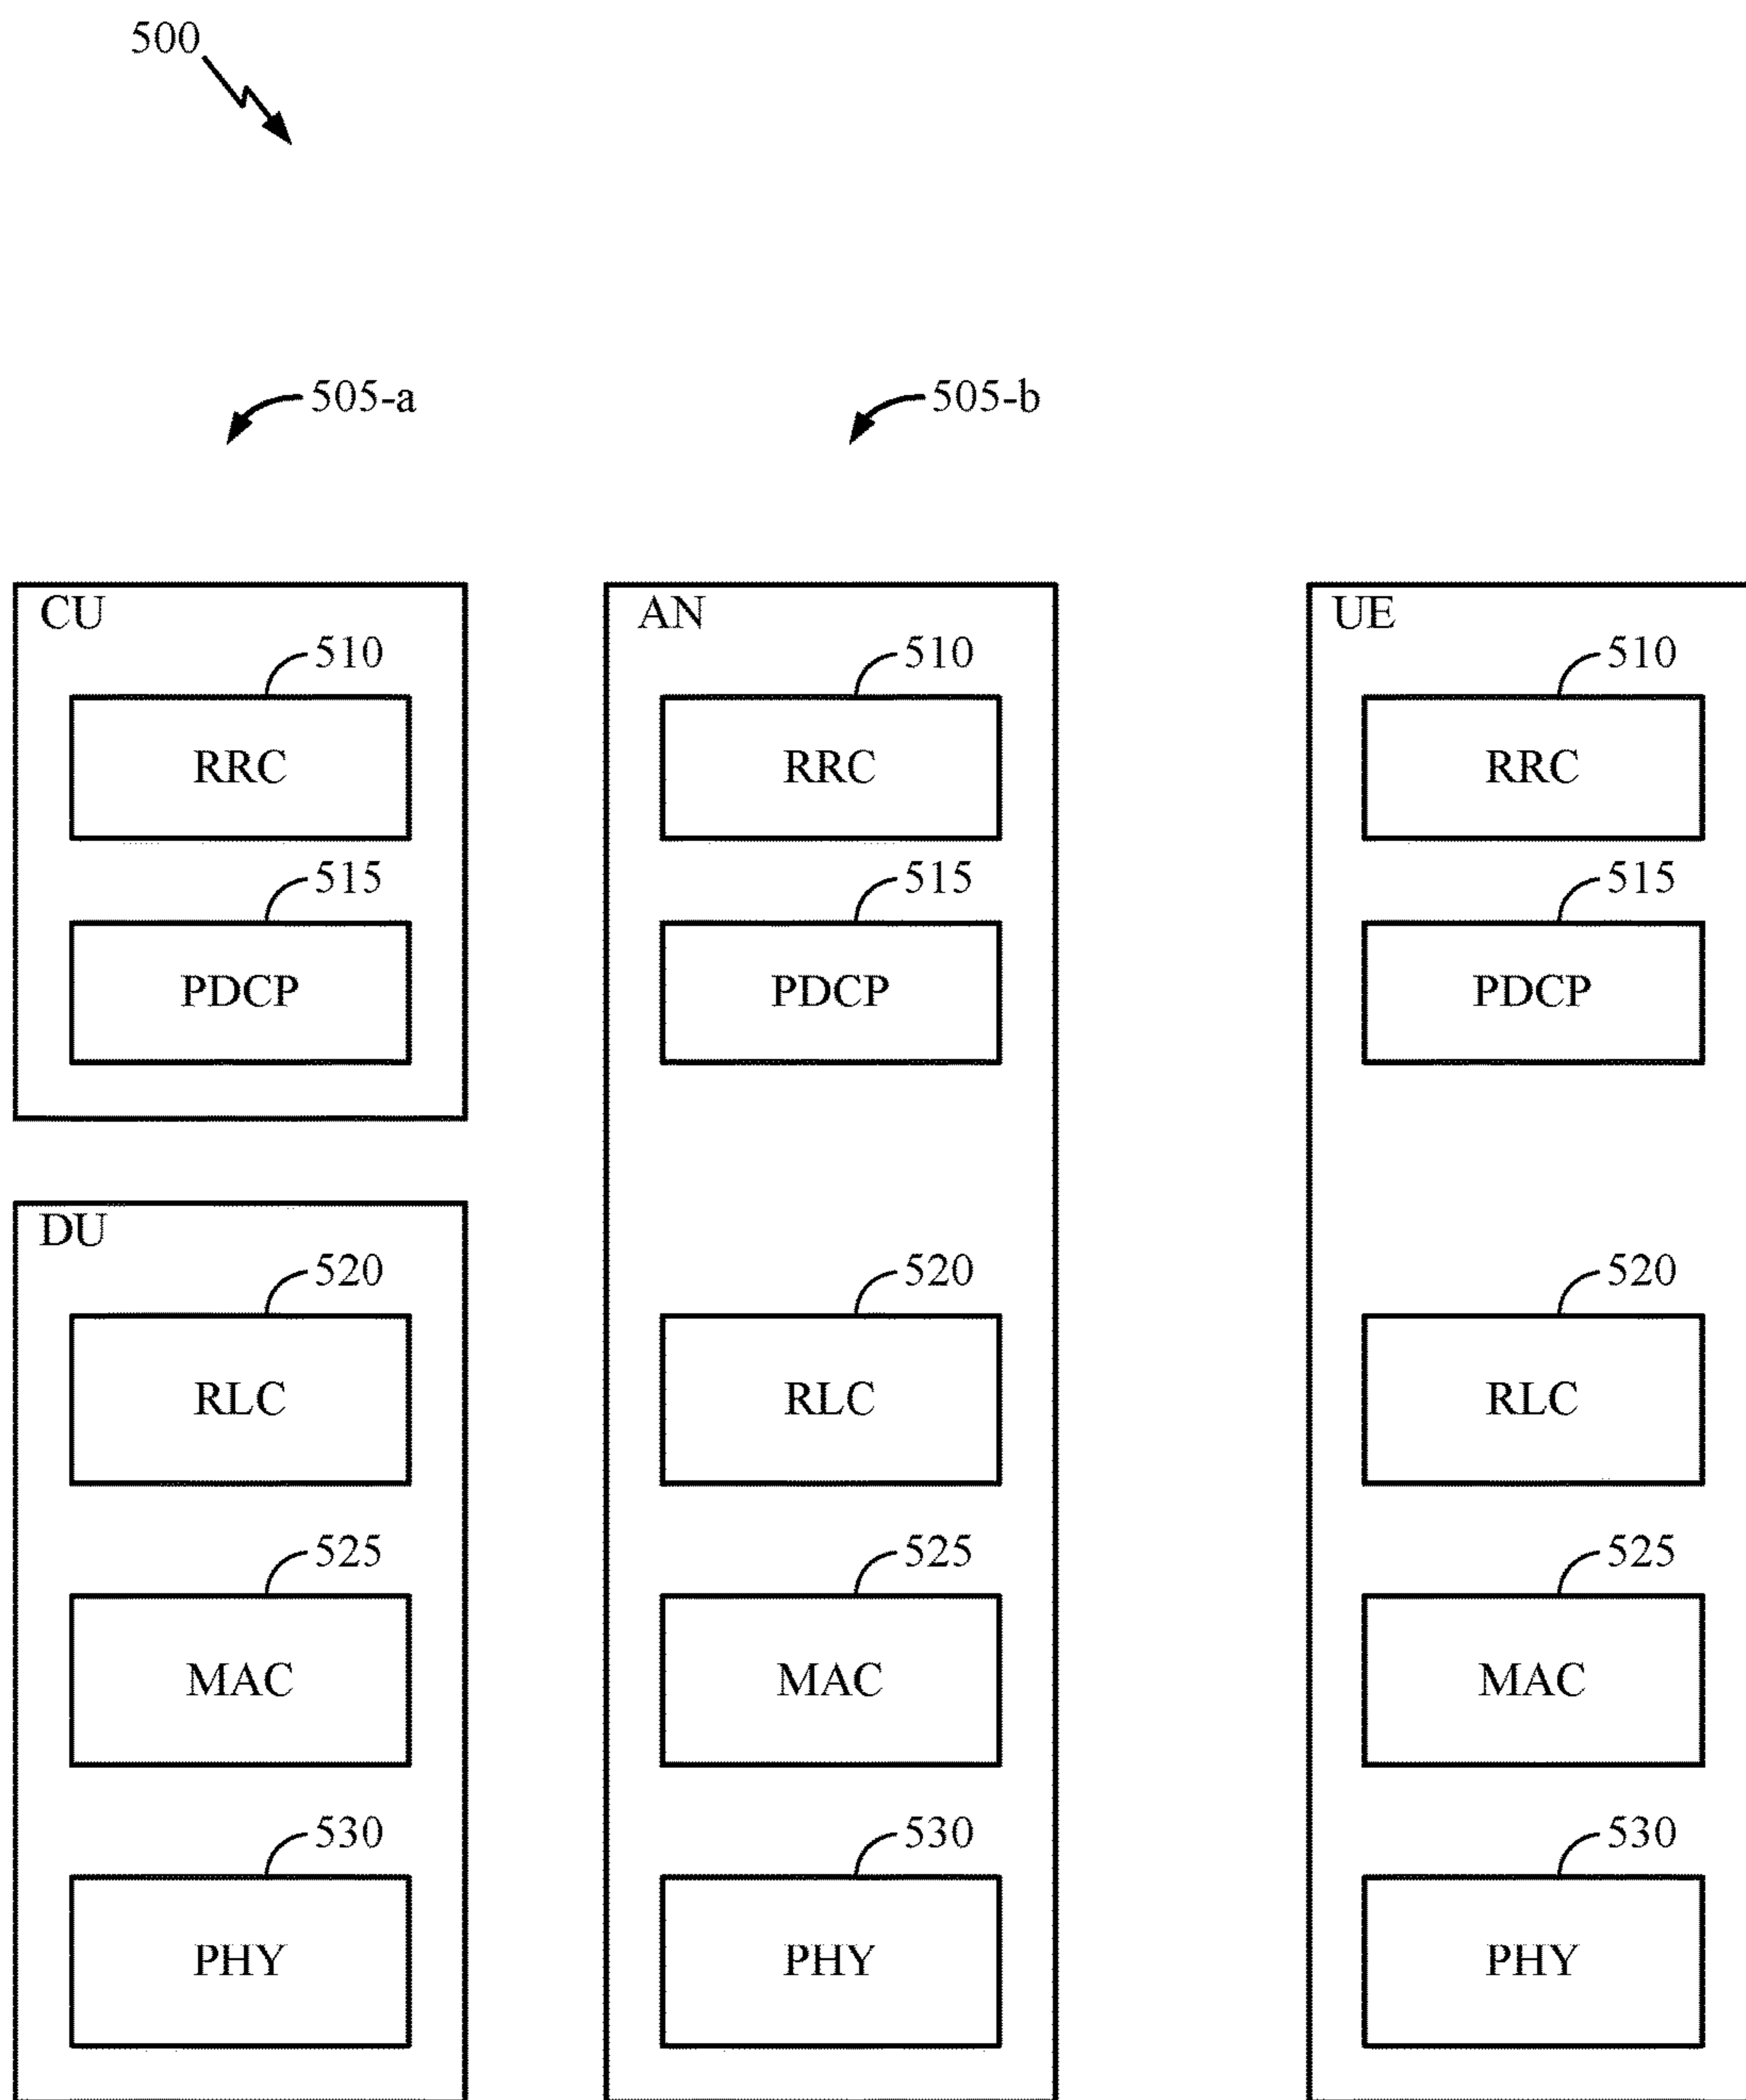 500
505-a 505-b
CU AN UE
510 510 510
RRC RRC RRC
515 515 515
PDCP PDCP PDCP
DU
520 520 520
RLC RLC RLC
525 525 525
MAC MAC MAC
530 530 530
PHY PHY PHY